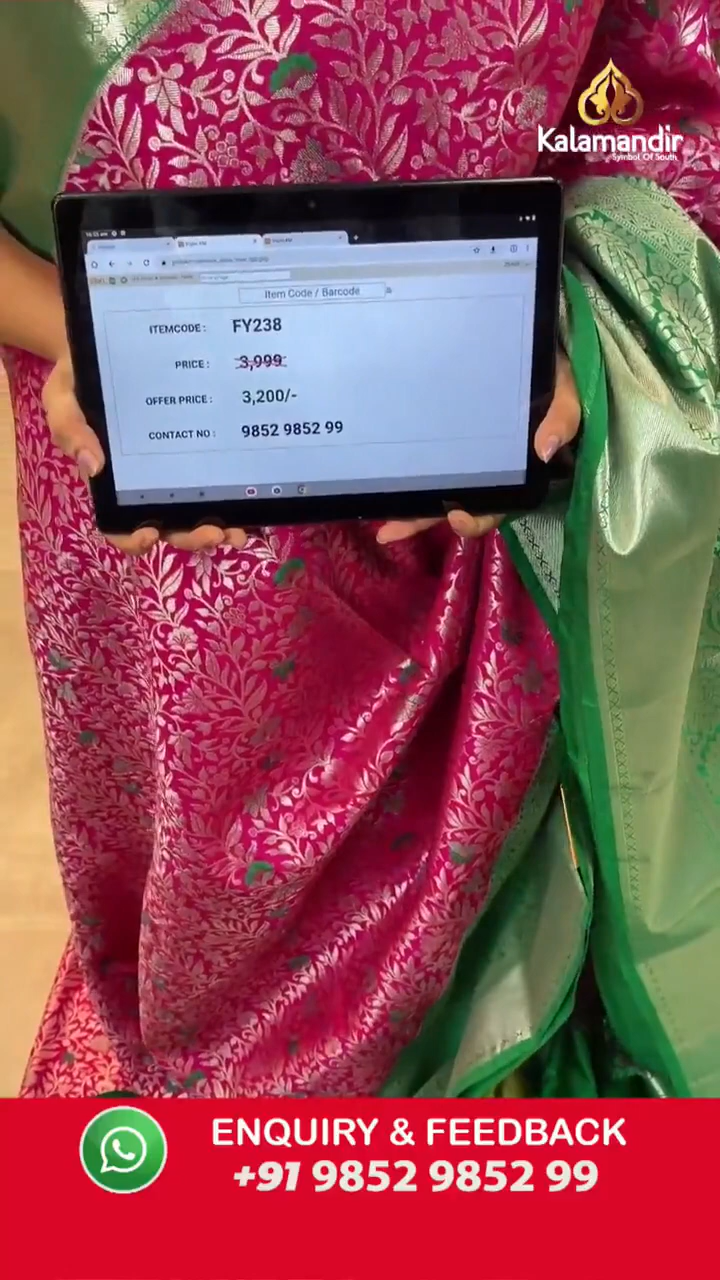 Kalamandir
Symbol Of South
Item Code / Barcode
ITEMCODE : FY238
PRICE : 3,999
OFFER PRICE : 3,200/-
CONTACT NO : 9852 9852 99
ENQUIRY & FEEDBACK
+91 9852 9852 99